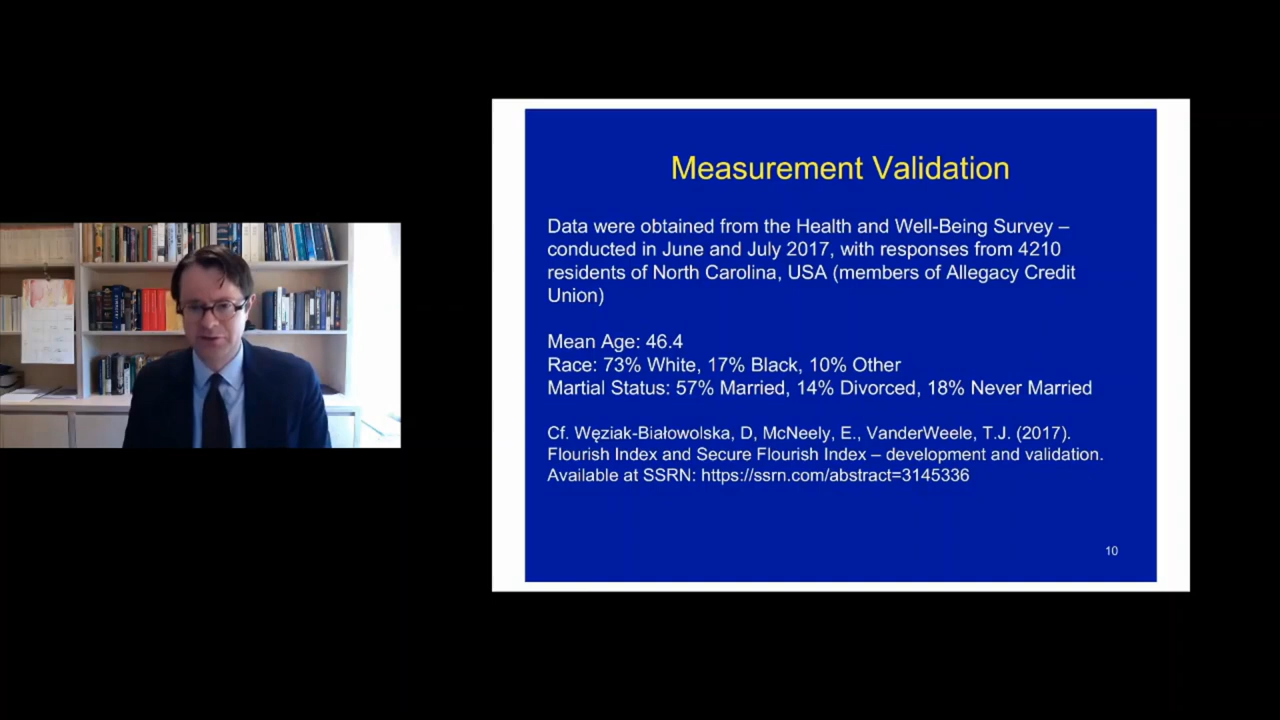 Measurement Validation
Data were obtained from the Health and Well-Being Survey –
conducted in June and July 2017, with responses from 4210
residents of North Carolina, USA (members of Allegacy Credit
Union)
Mean Age: 46.4
Race: 73% White, 17% Black, 10% Other
Martial Status: 57% Married, 14% Divorced, 18% Never Married
Cf. Węziak-Białowolska, D, McNeely, E., VanderWeele, T.J. (2017).
Flourish Index and Secure Flourish Index – development and validation.
Available at SSRN: https://ssrn.com/abstract=3145336
10